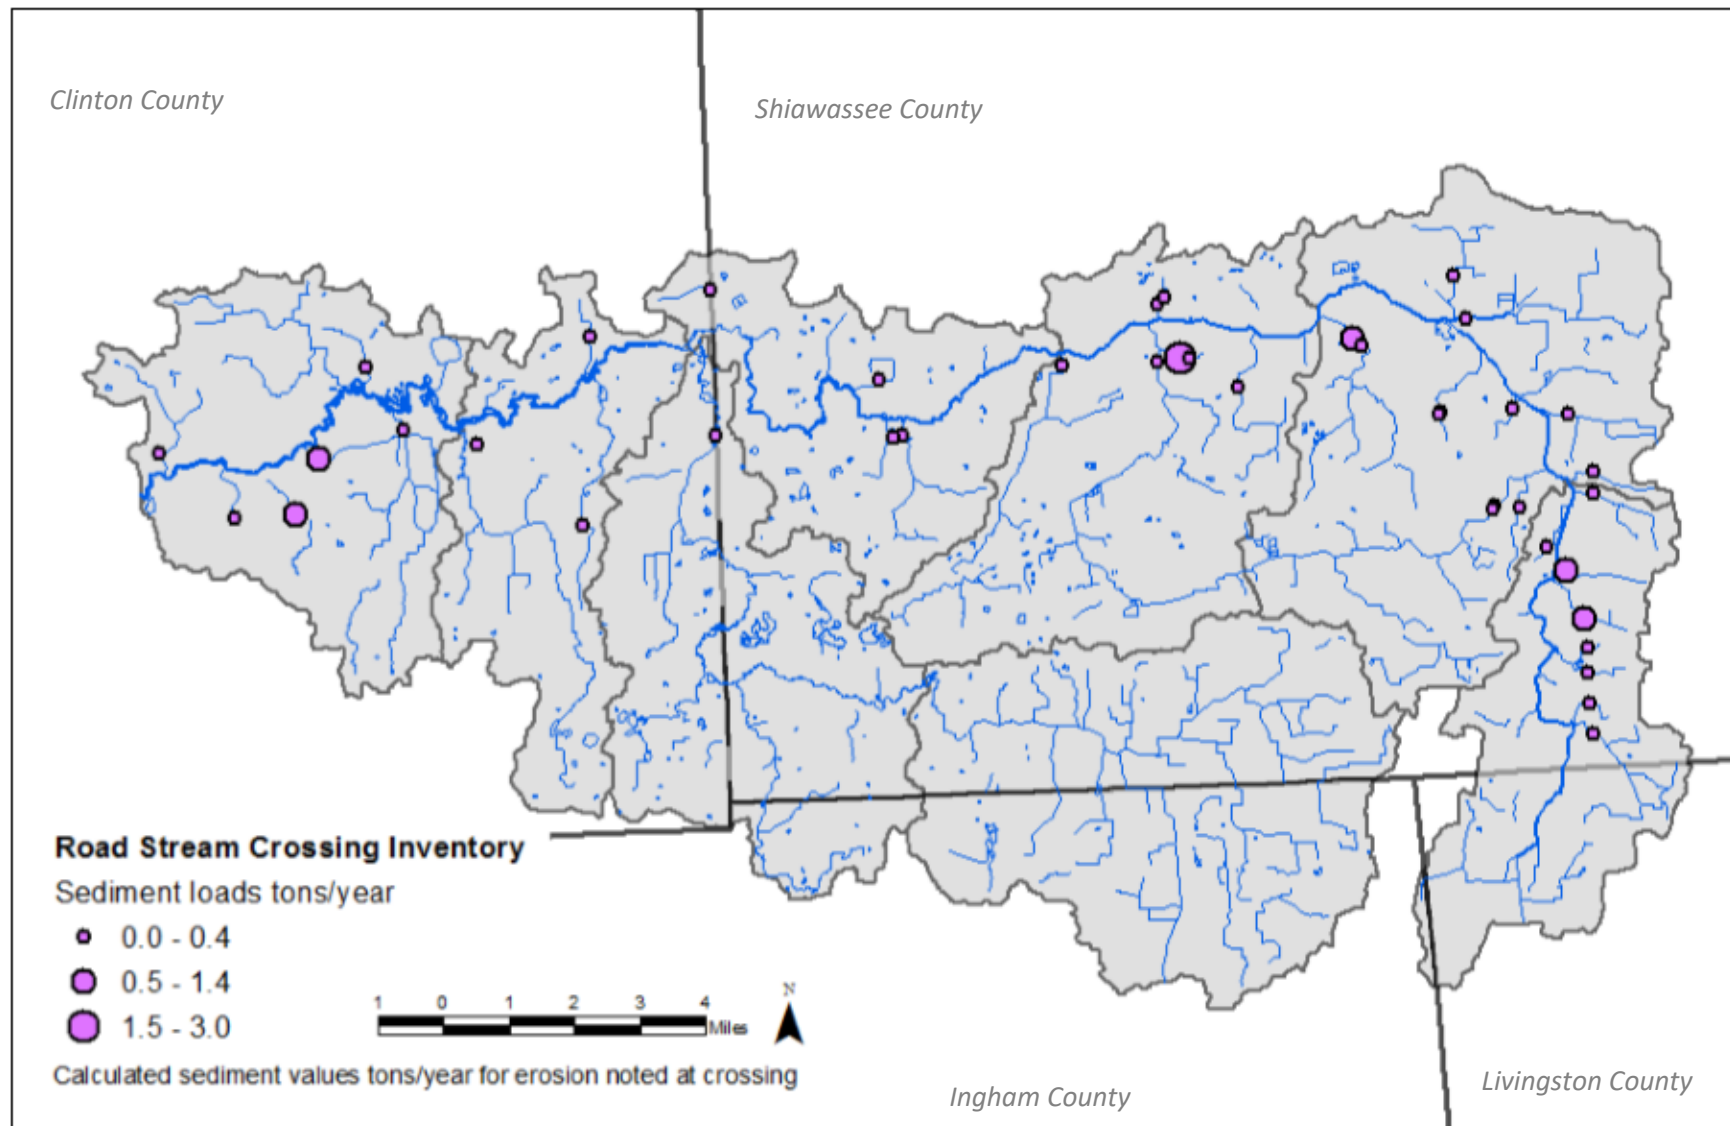 Clinton County
Shiawassee County
Road Stream Crossing Inventory
Sediment loads tons/year
0.0 - 0.4
0.5 - 1.4
1.5 - 3.0
1 0 1 2 3 4
Miles
N
Calculated sediment values tons/year for erosion noted at crossing
Ingham County
Livingston County